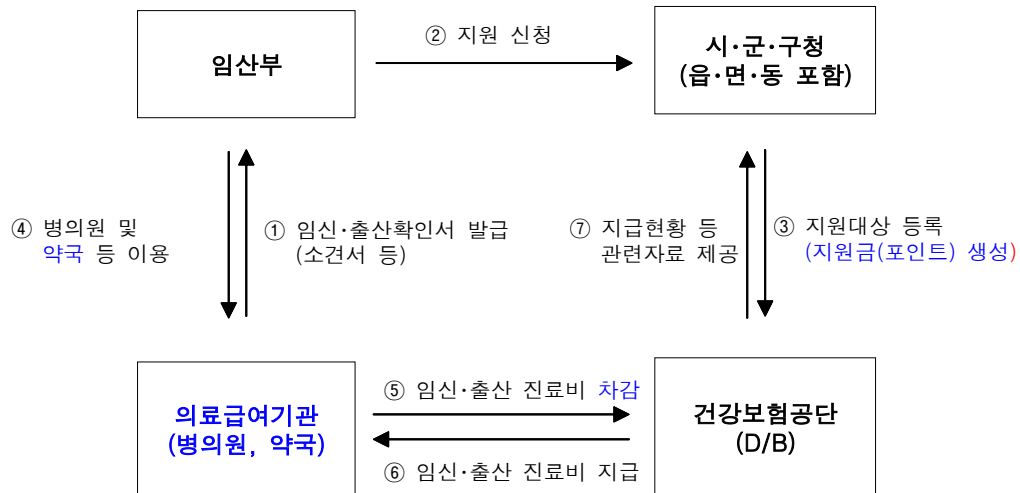 ② 지원 신청
임산부
시·군·구청
(읍·면·동 포함)
④ 병의원 및
약국 등 이용
① 임신·출산확인서 발급
(소견서 등)
⑦ 지급현황 등
관련자료 제공
③ 지원대상 등록
(지원금(포인트) 생성)
의료급여기관
(병의원, 약국)
⑤ 임신·출산 진료비 차감
⑥ 임신·출산 진료비 지급
건강보험공단
(D/B)